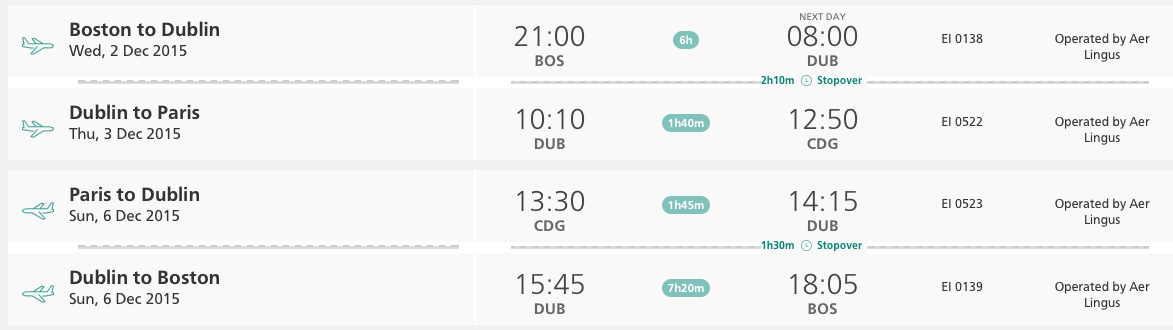 Boston to Dublin
Wed, 2 Dec 2015
21:00
BOS
6h
NEXT DAY
08:00
DUB
EI 0138
Operated by Aer
Lingus
2h10m Stopover
Dublin to Paris
Thu, 3 Dec 2015
10:10
DUB
1h40m
12:50
CDG
EI 0522
Operated by Aer
Lingus
Paris to Dublin
Sun, 6 Dec 2015
13:30
CDG
1h45m
14:15
DUB
EI 0523
Operated by Aer
Lingus
1h30m Stopover
Dublin to Boston
Sun, 6 Dec 2015
15:45
DUB
7h20m
18:05
BOS
EI 0139
Operated by Aer
Lingus